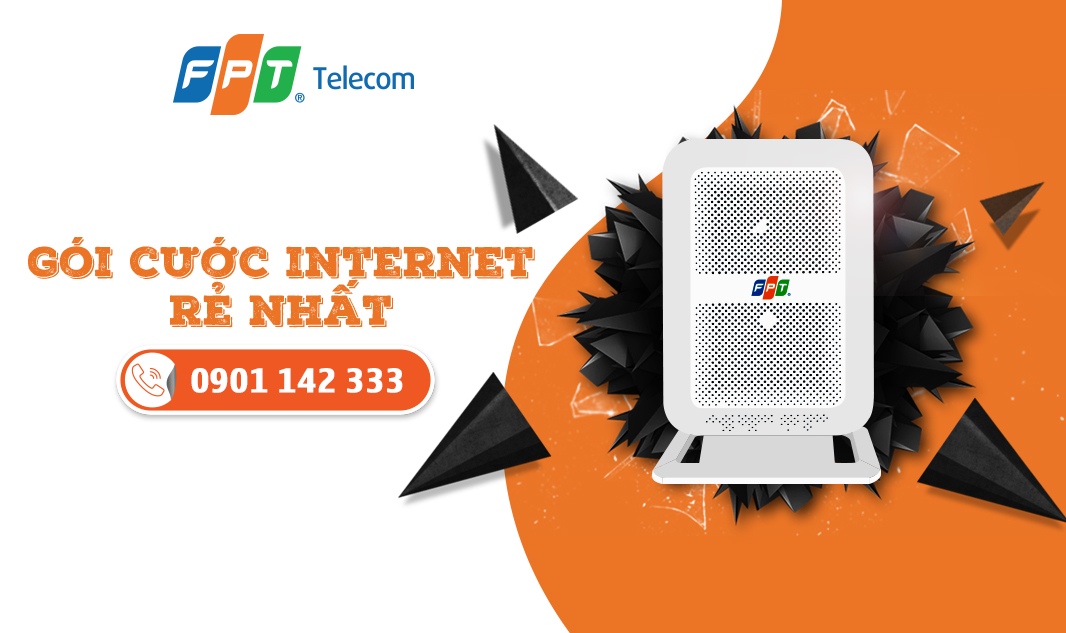 FPT® Telecom
GÓI CƯỚC INTERNET
RẺ NHẤT
0901 142 333
FPT